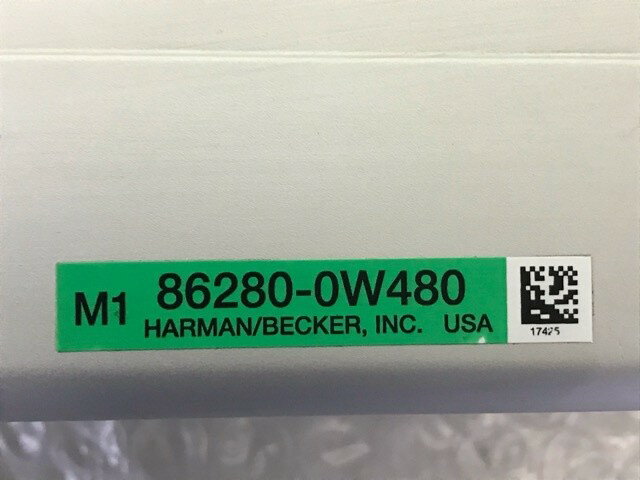 M1 86280-0W480
HARMAN/BECKER, INC. USA
17425